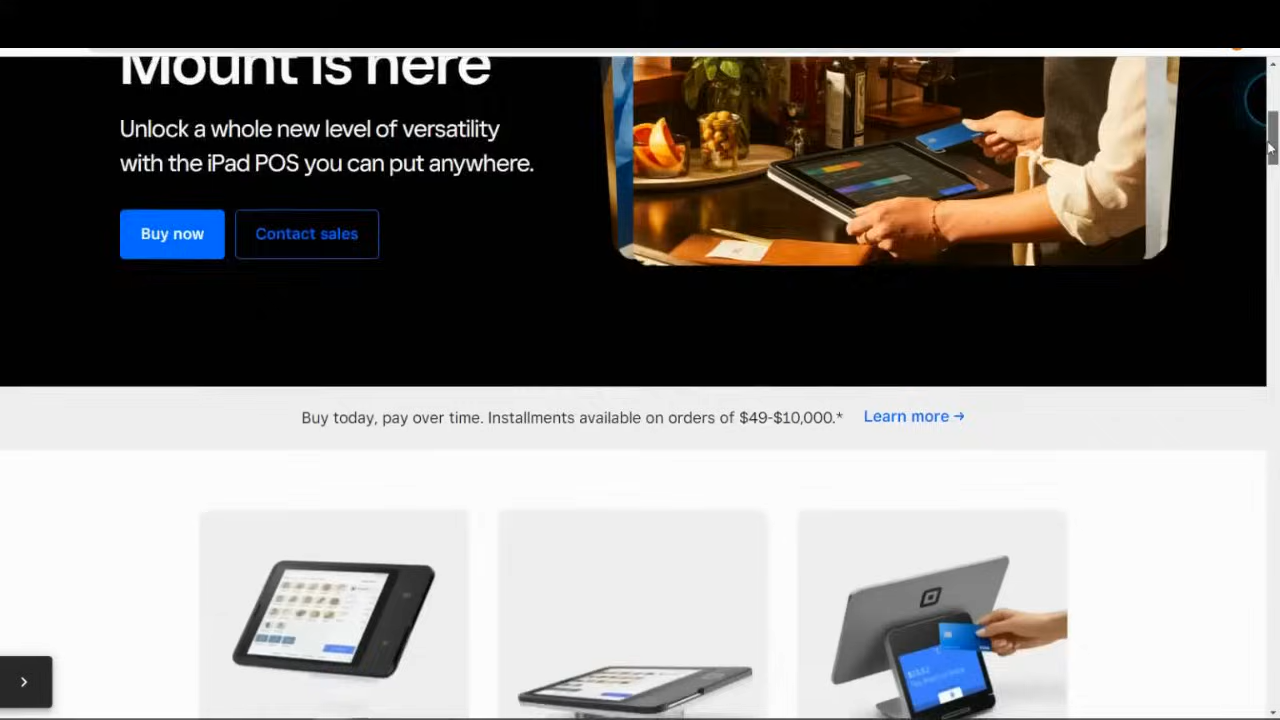 Mount is here
Unlock a whole new level of versatility
with the iPad POS you can put anywhere.
Buy now
Contact sales
Buy today, pay over time. Installments available on orders of $49-$10,000.*
Learn more →